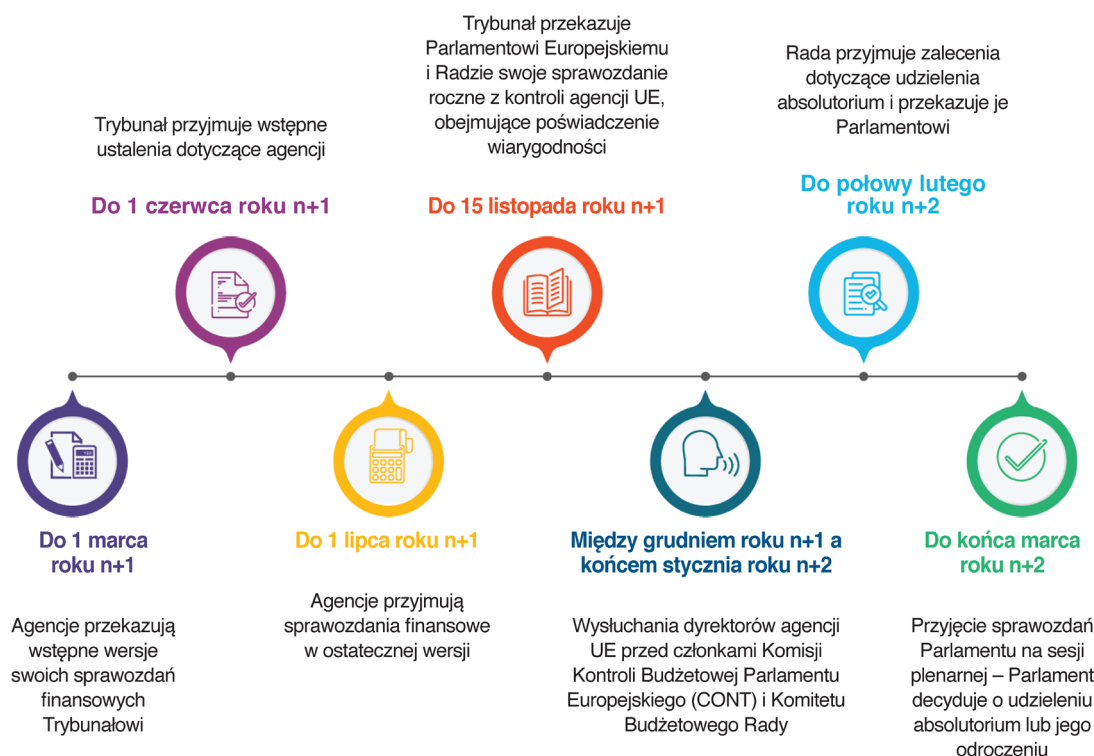 Trybunał przyjmuje wstępne
ustalenia dotyczące agencji
Do 1 czerwca roku n+1
Trybunał przekazuje
Parlamentowi Europejskiemu
i Radzie swoje sprawozdanie
roczne z kontroli agencji UE,
obejmujące poświadczenie
wiarygodności
Do 15 listopada roku n+1
Rada przyjmuje zalecenia
dotyczące udzielenia
absolutorium i przekazuje je
Parlamentowi
Do połowy lutego
roku n+2
Do 1 marca
roku n+1
Agencje przekazują
wstępne wersje
swoich sprawozdań
finansowych
Trybunałowi
Do 1 lipca roku n+1
Agencje przyjmują
sprawozdania finansowe
w ostatecznej wersji
Między grudniem roku n+1 a
końcem stycznia roku n+2
Wysłuchania dyrektorów agencji
UE przed członkami Komisji
Kontroli Budżetowej Parlamentu
Europejskiego (CONT) i Komitetu
Budżetowego Rady
Do końca marca
roku n+2
Przyjęcie sprawozdań
Parlamentu na sesji
plenarnej – Parlament
decyduje o udzieleniu
absolutorium lub jego
odroczeniu